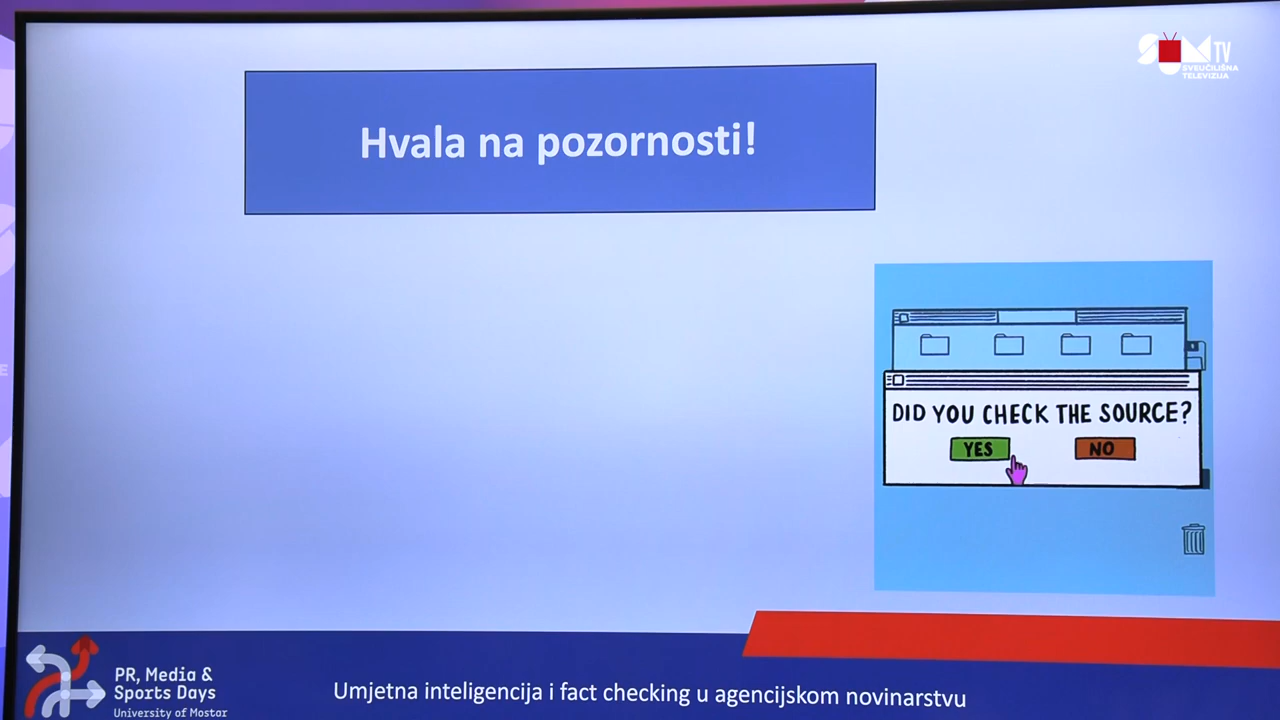 SUM TV
SVEUČILIŠNA
TELEVIZIJA
Hvala na pozornosti!
DID YOU CHECK THE SOURCE?
YES
NO
PR, Media &
Sports Days
University of Mostar
Umjetna inteligencija i fact checking u agencijskom novinarstvu